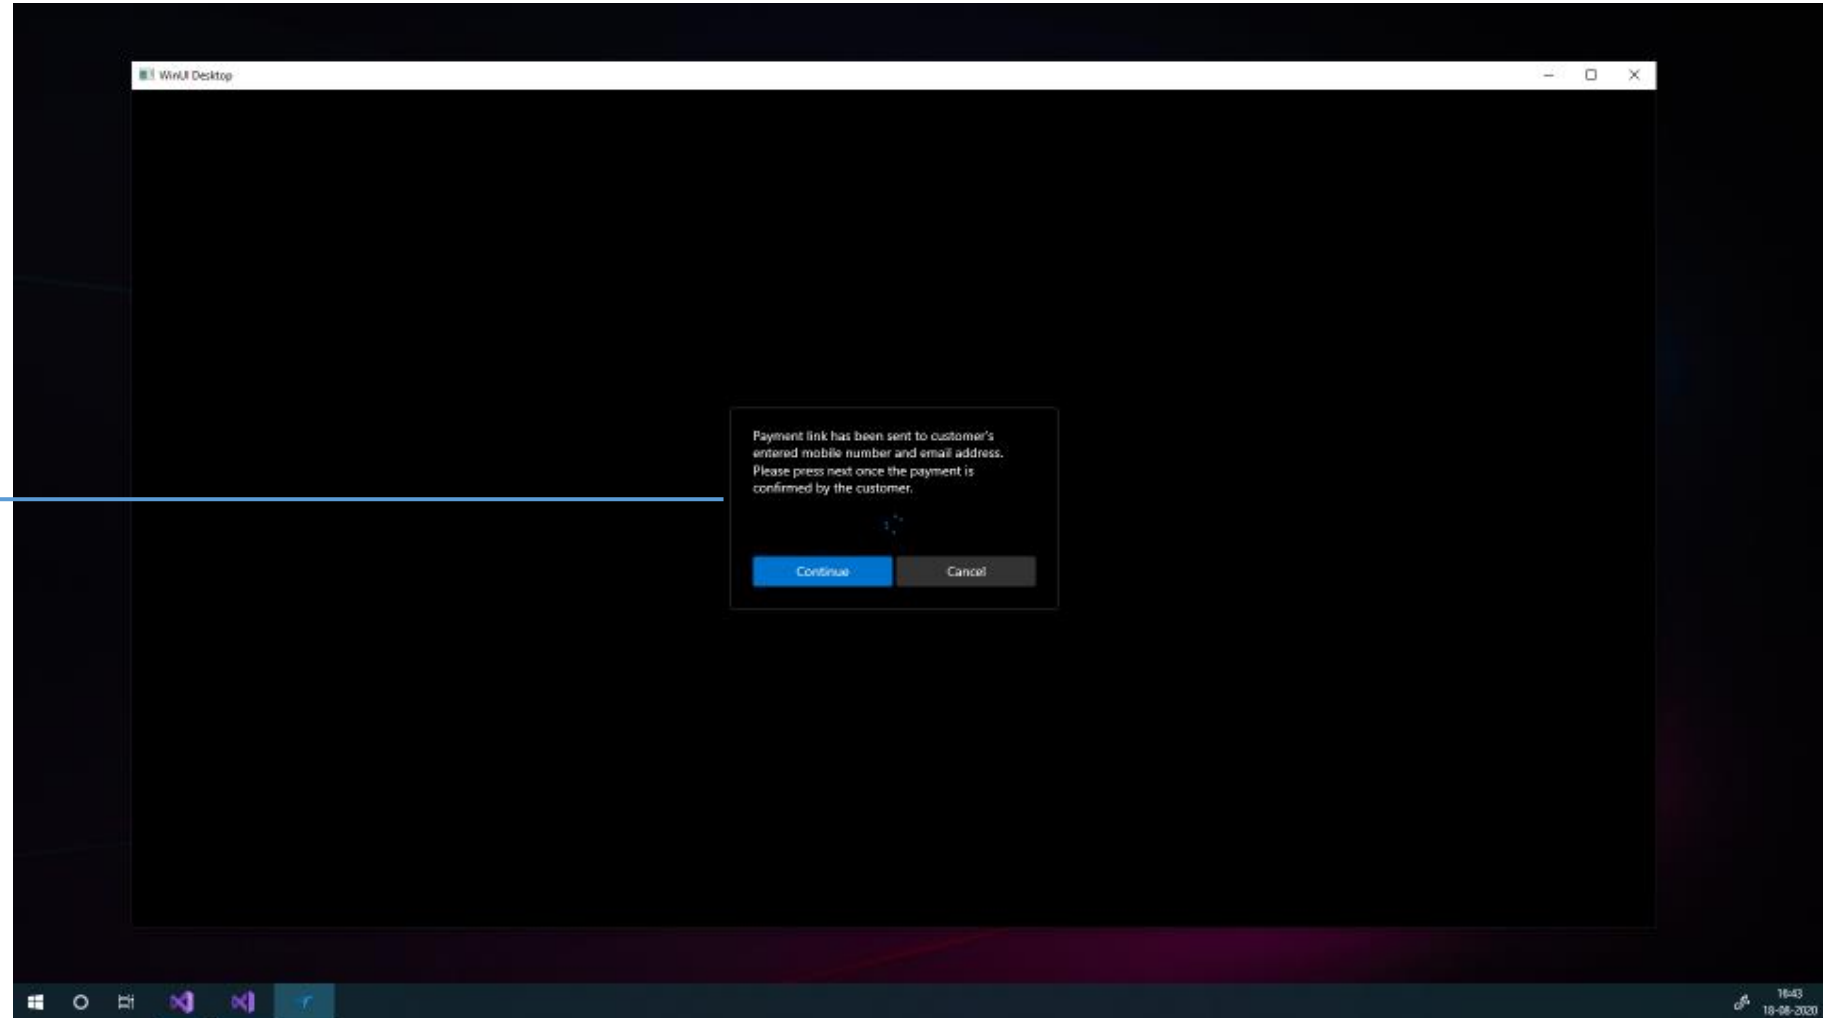 WinUI Desktop
Payment link has been sent to customer's
entered mobile number and email address.
Please press next once the payment is
confirmed by the customer.
Continue
Cancel
16:43
18-08-2020